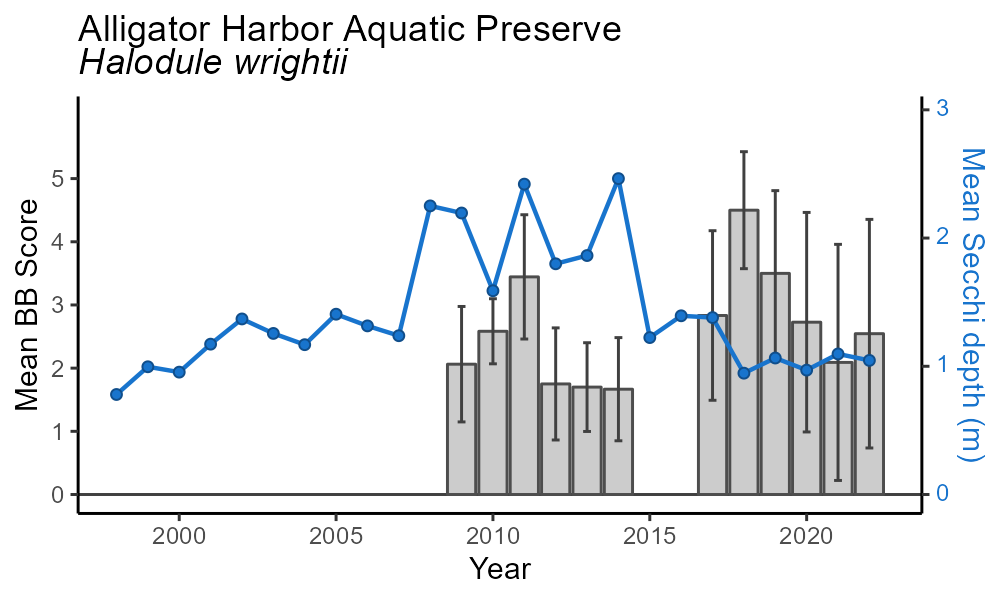 Alligator Harbor Aquatic Preserve
Halodule wrightii
Mean BB Score
5
4
3
2
1
0
3
2
1
0
Mean Secchi depth (m)
2000 2005 2010 2015 2020
Year